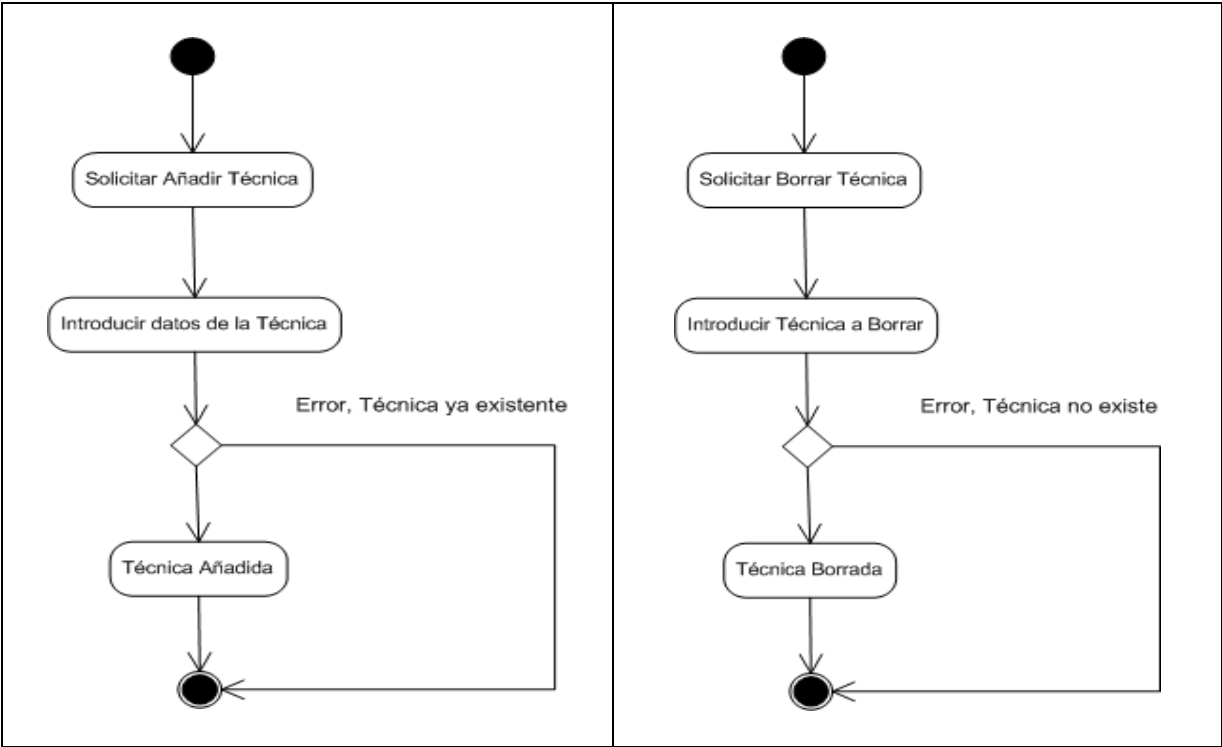 Solicitar Añadir Técnica
Introducir datos de la Técnica
Error, Técnica ya existente
Técnica Añadida
Solicitar Borrar Técnica
Introducir Técnica a Borrar
Error, Técnica no existe
Técnica Borrada